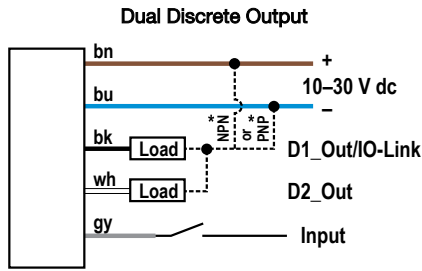 Dual Discrete Output
bn
+
10–30 V dc
bu
–
NPN*
or
PNP*
bk
Load
D1_Out/IO-Link
wh
Load
D2_Out
gy
Input